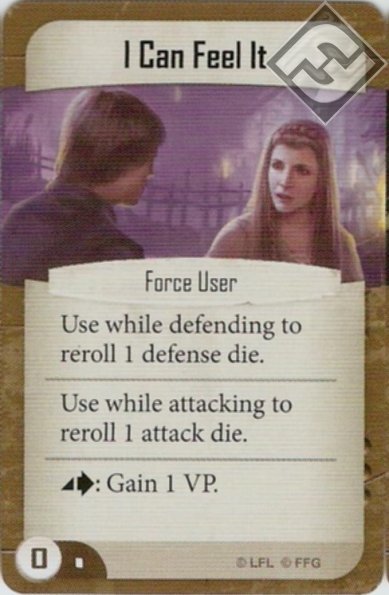 I Can Feel It
Force User
Use while defending to
reroll 1 defense die.
Use while attacking to
reroll 1 attack die.
: Gain 1 VP.
0
© LFL © FFG